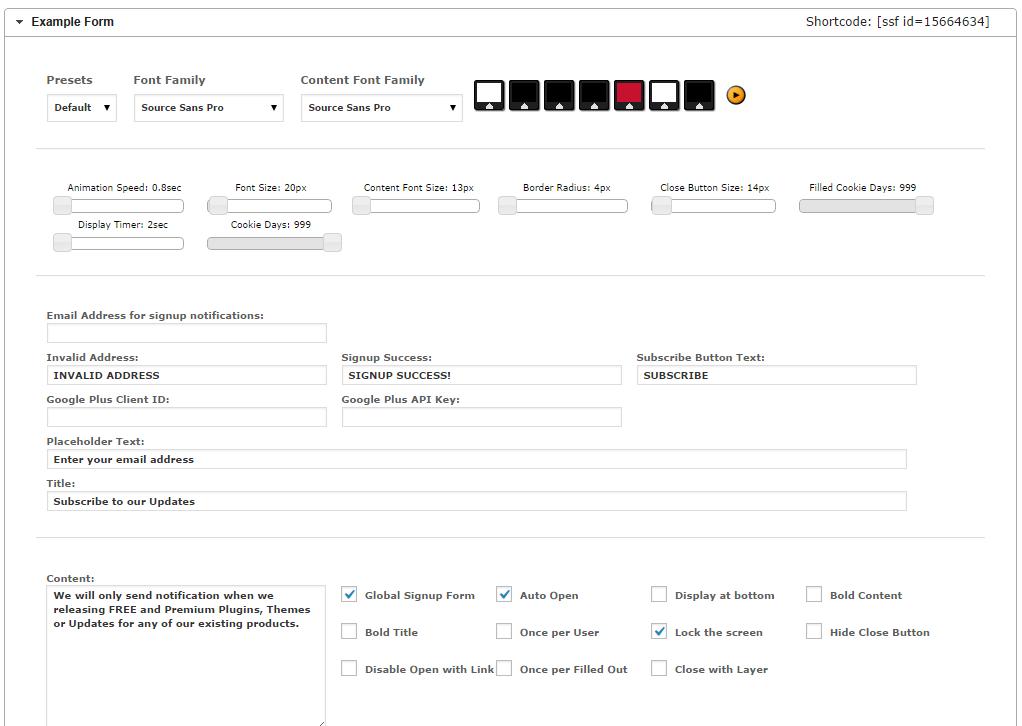 Example Form Shortcode: [ssf id=15664634]
Presets Font Family Content Font Family
Default Source Sans Pro Source Sans Pro
Animation Speed: 0.8sec Font Size: 20px Content Font Size: 13px Border Radius: 4px Close Button Size: 14px Filled Cookie Days: 999
Display Timer: 2sec Cookie Days: 999
Email Address for signup notifications:
Invalid Address: Signup Success: Subscribe Button Text:
INVALID ADDRESS SIGNUP SUCCESS! SUBSCRIBE
Google Plus Client ID: Google Plus API Key:
Placeholder Text:
Enter your email address
Title:
Subscribe to our Updates
Content:
We will only send notification when we
releasing FREE and Premium Plugins, Themes
or Updates for any of our existing products.
Global Signup Form Auto Open Display at bottom Bold Content
Bold Title Once per User Lock the screen Hide Close Button
Disable Open with Link Once per Filled Out Close with Layer